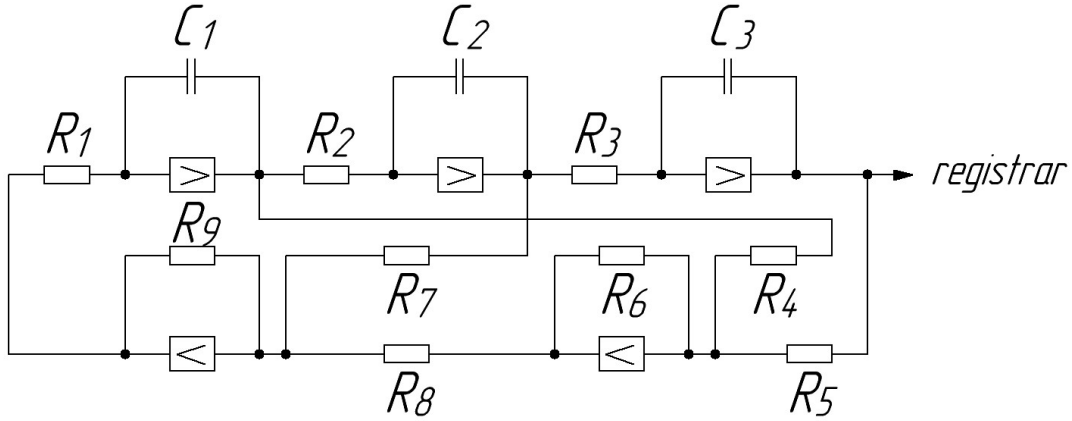 C1 C2 C3
R1 R2 R3
registrar
R9
R7 R6 R4
R8 R5